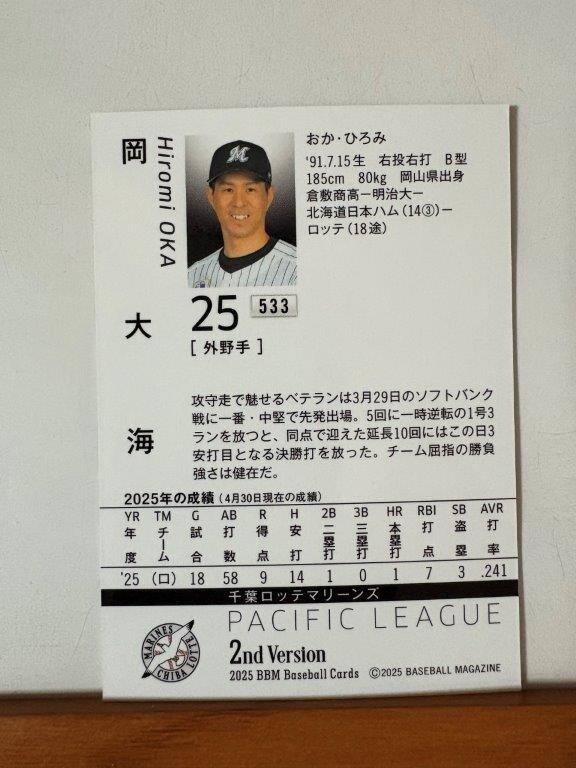 岡大海
Hiromi OKA
M
おか・ひろみ
'91.7.15生 右投右打 B型
185cm 80kg 岡山県出身
倉敷商高ー明治大ー
北海道日本ハム(14③)ー
ロッテ(18途)
25 533
[外野手]
攻守走で魅せるベテランは3月29日のソフトバンク
戦に一番・中堅で先発出場。5回に一時逆転の1号3
ランを放つと、同点で迎えた延長10回にはこの日3
安打目となる決勝打を放った。チーム屈指の勝負
強さは健在だ。
2025年の成績(4月30日現在の成績)
YR TM G AB R H 2B 3B HR RBI SB AVR
年度 チーム 試合 打数 得点 安打 二塁打 三塁打 本塁打 打点 盗塁 打率
'25 (ロ) 18 58 9 14 1 0 1 7 3 .241
千葉ロッテマリーンズ
PACIFIC LEAGUE
MARINES CHIBA LOTTE
2nd Version
2025 BBM Baseball Cards ©2025 BASEBALL MAGAZINE